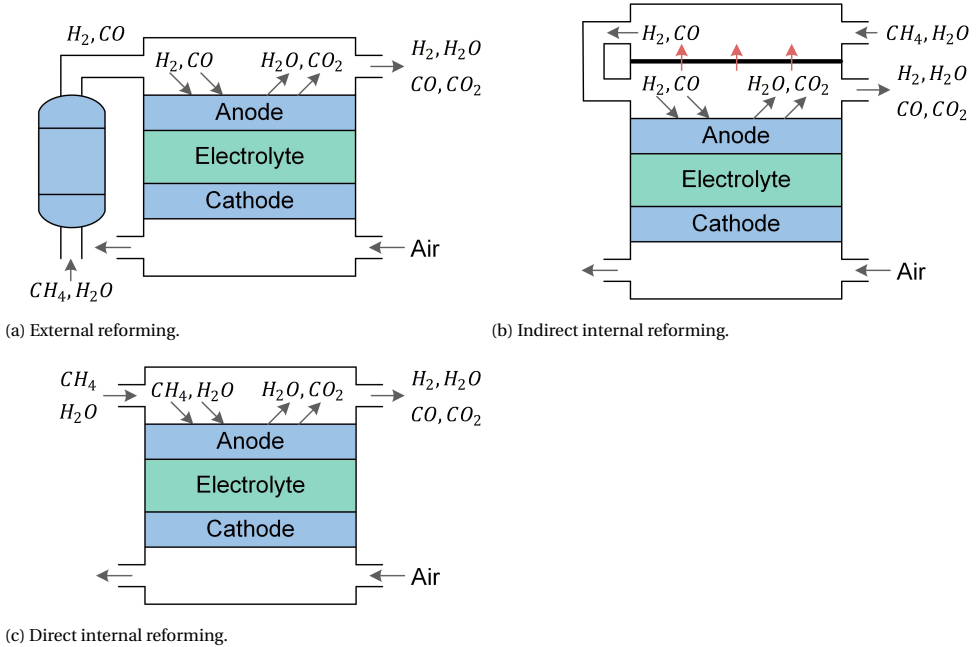 H₂, CO
H₂, CO
H₂O, CO₂
H₂, H₂O
CO, CO₂
Anode
Electrolyte
Cathode
Air
CH₄, H₂O
(a) External reforming.
H₂, CO
CH₄, H₂O
H₂, CO
H₂O, CO₂
H₂, H₂O
CO, CO₂
Anode
Electrolyte
Cathode
Air
(b) Indirect internal reforming.
CH₄
H₂O
CH₄, H₂O
H₂O, CO₂
H₂, H₂O
CO, CO₂
Anode
Electrolyte
Cathode
Air
(c) Direct internal reforming.